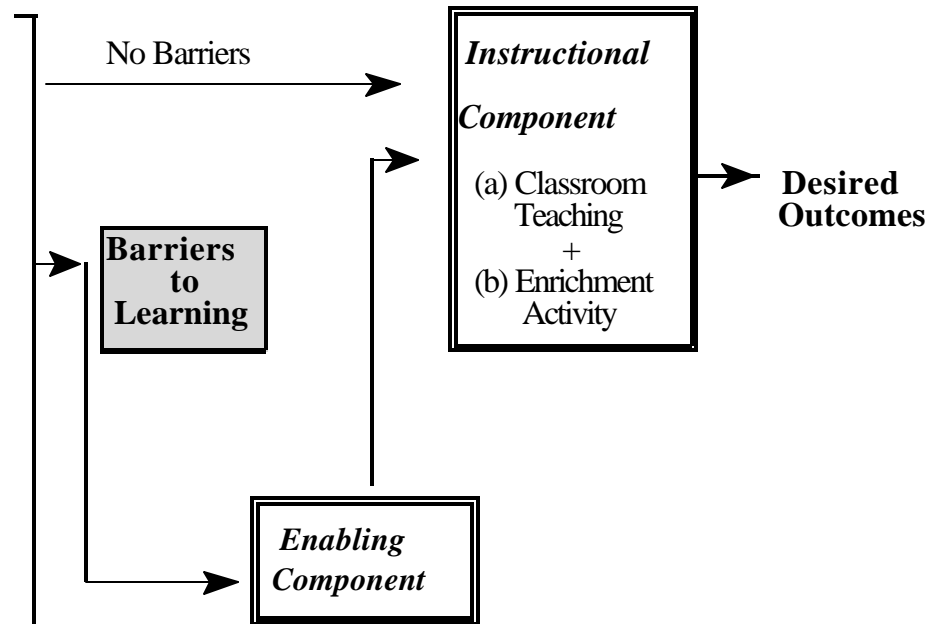 No Barriers
Instructional
Component
(a) Classroom
Teaching
+
(b) Enrichment
Activity
Desired
Outcomes
Barriers
to
Learning
Enabling
Component